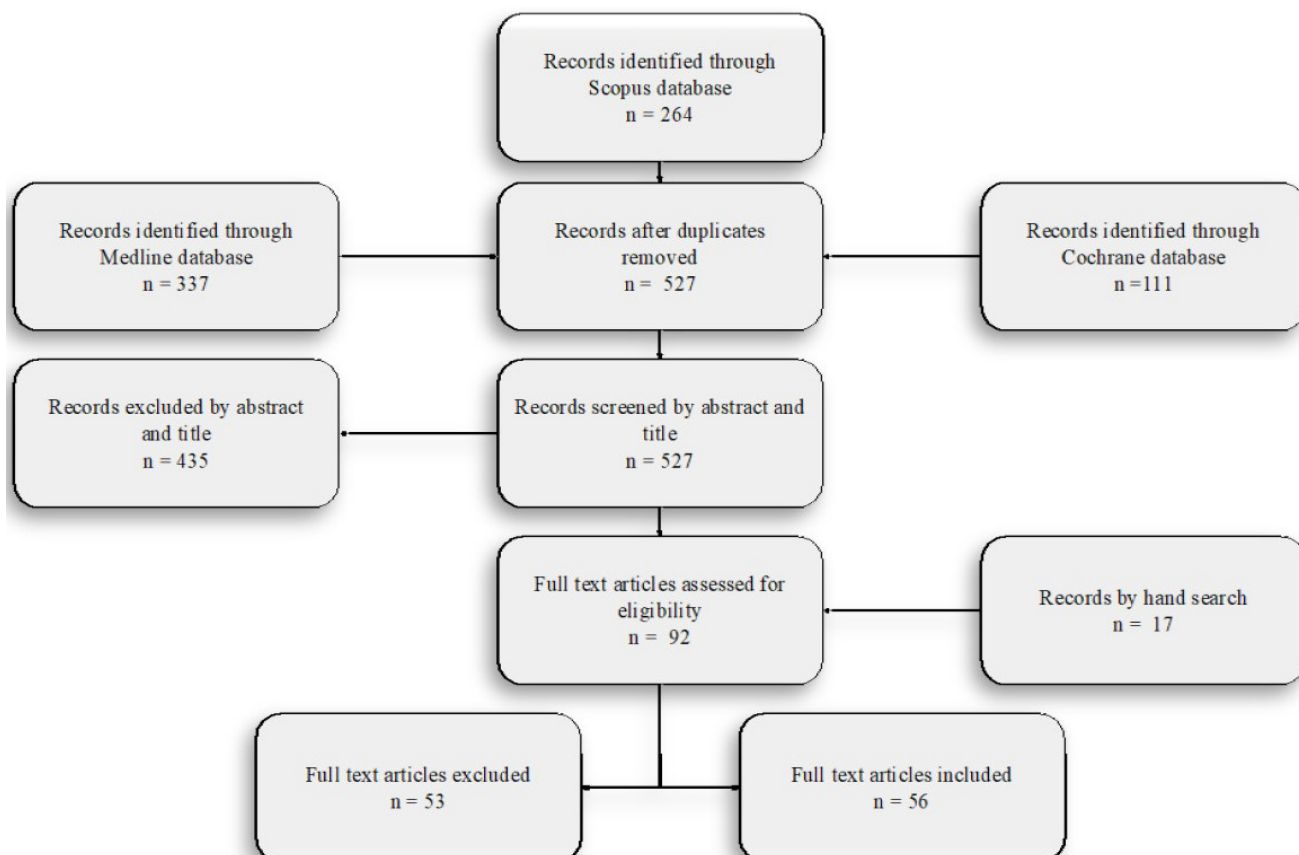 Records identified through
Scopus database
n = 264
Records identified through
Medline database
n = 337
Records after duplicates
removed
n = 527
Records identified through
Cochrane database
n =111
Records excluded by abstract
and title
n = 435
Records screened by abstract and
title
n = 527
Full text articles assessed for
eligibility
n = 92
Records by hand search
n = 17
Full text articles excluded
n = 53
Full text articles included
n = 56